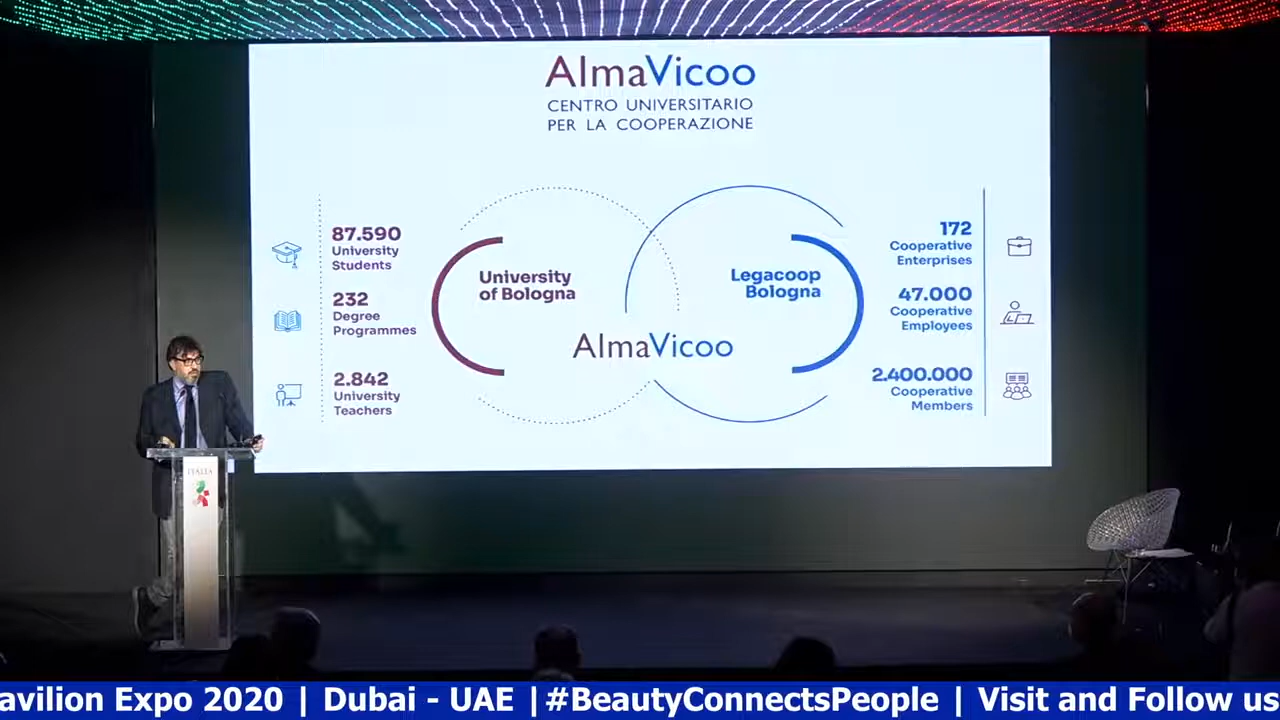 AlmaVicoo
CENTRO UNIVERSITARIO
PER LA COOPERAZIONE
87.590
University
Students
232
Degree
Programmes
2.842
University
Teachers
University
of Bologna
Legacoop
Bologna
AlmaVicoo
172
Cooperative
Enterprises
47.000
Cooperative
Employees
2.400.000
Cooperative
Members
ITALIA
avilion Expo 2020 | Dubai - UAE |#BeautyConnectsPeople | Visit and Follow us